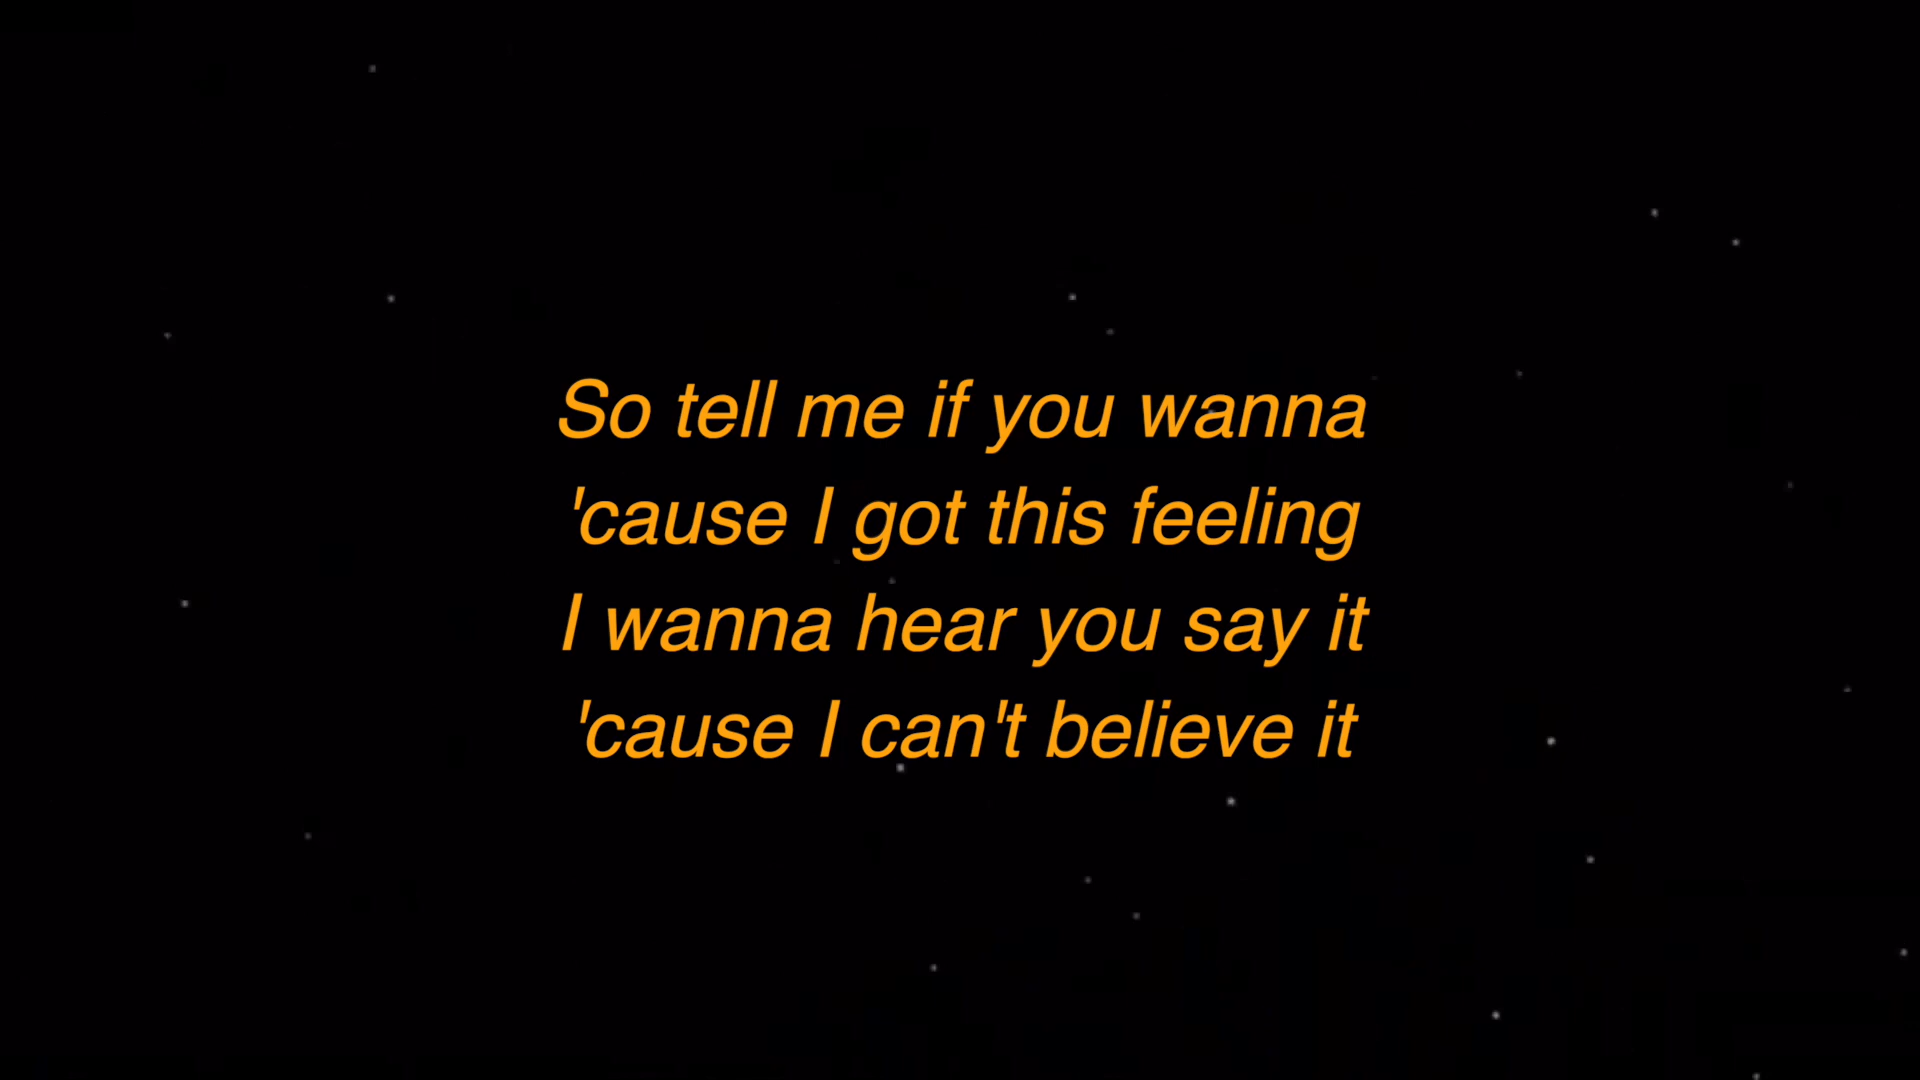 So tell me if you wanna
'cause I got this feeling
I wanna hear you say it
'cause I can't believe it